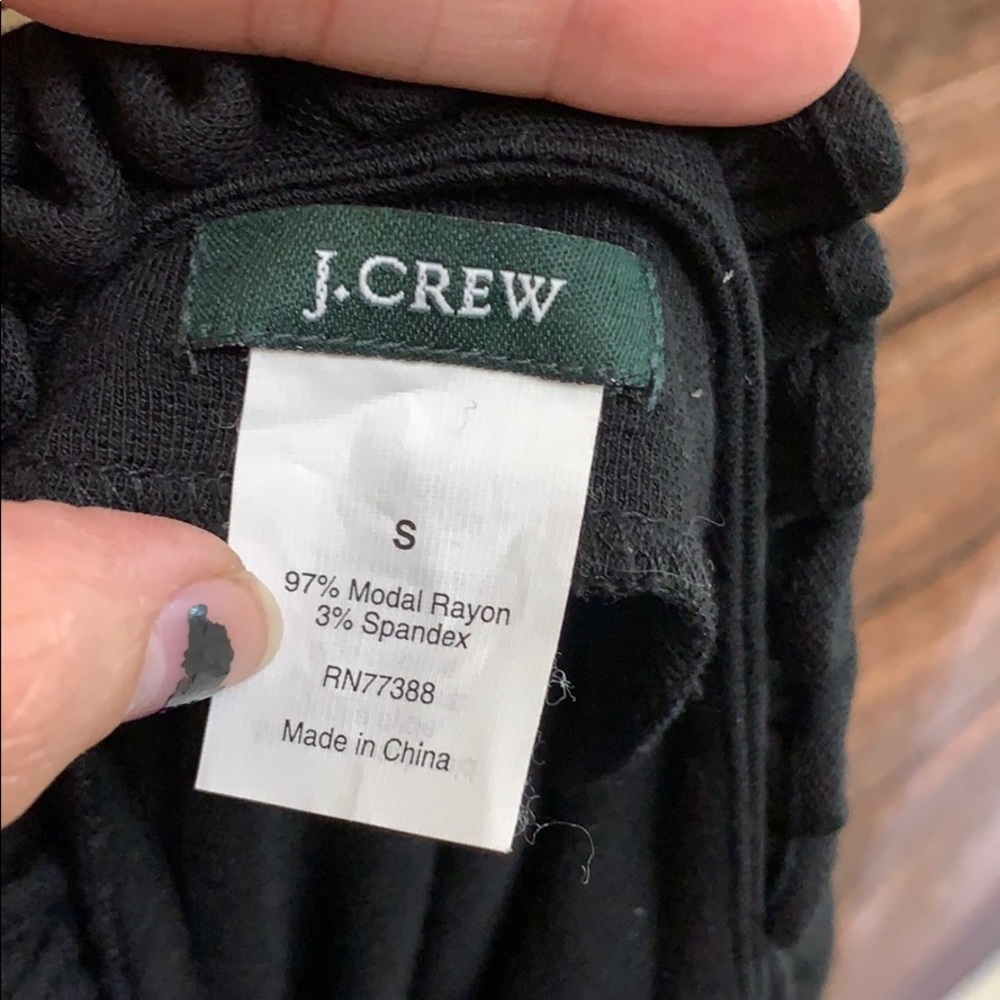 J.CREW
S
97% Modal Rayon
3% Spandex
RN77388
Made in China